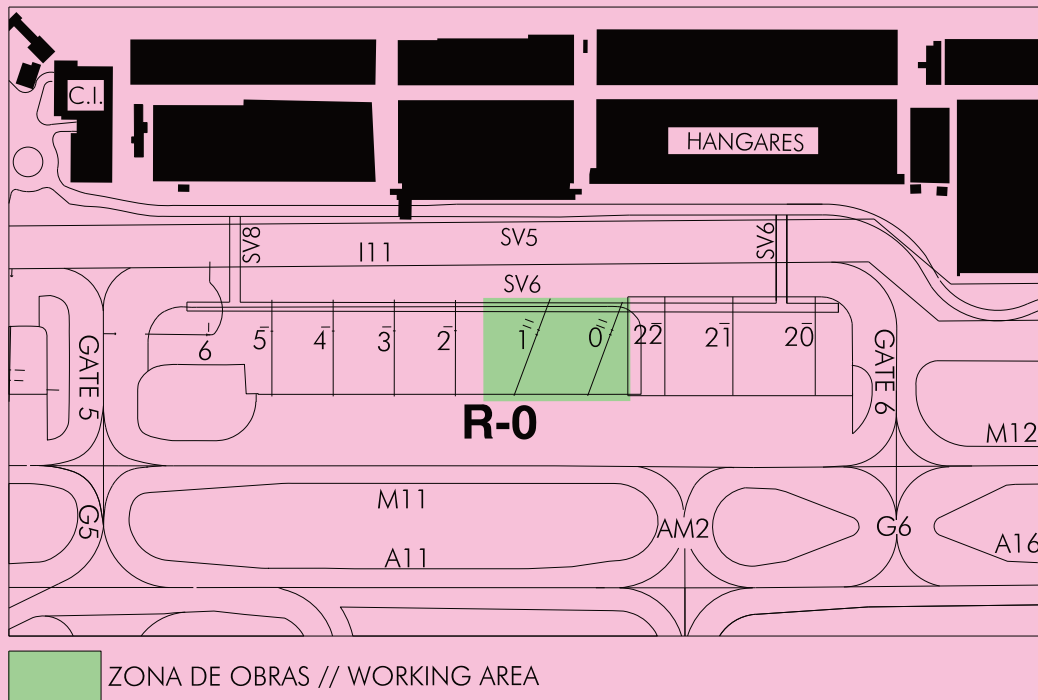 C.I.
HANGARES
SV8
I11
SV5
SV6
SV6
6
5
4
3
2
1
0
22
21
20
GATE 5
GATE 6
R-0
M12
M11
G5
AM2
G6
A16
A11
ZONA DE OBRAS // WORKING AREA